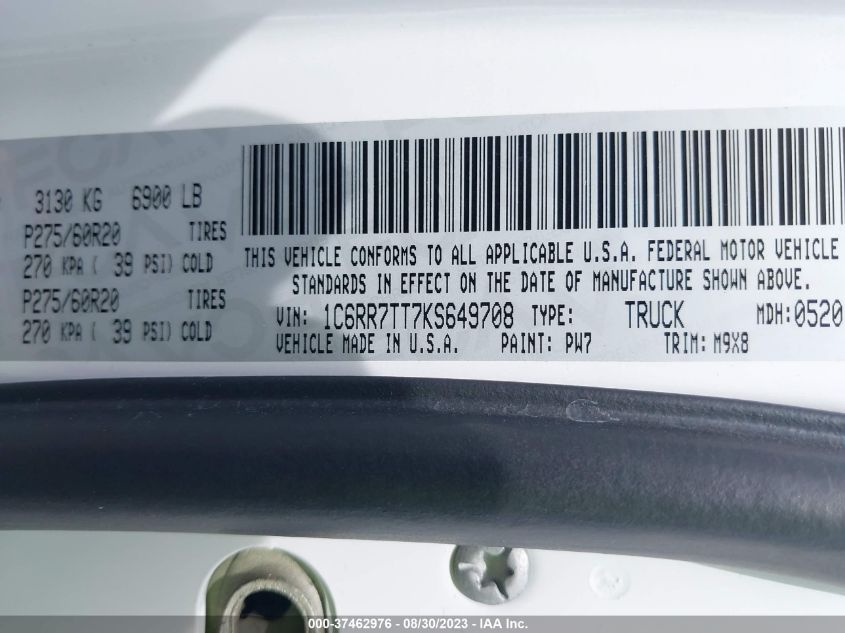 3130 KG 6900 LB
P275/60R20 TIRES
270 KPA ( 39 PSI) COLD
P275/60R20 TIRES
270 KPA ( 39 PSI) COLD
THIS VEHICLE CONFORMS TO ALL APPLICABLE U.S.A. FEDERAL MOTOR VEHICLE
STANDARDS IN EFFECT ON THE DATE OF MANUFACTURE SHOWN ABOVE.
VIN: 1C6RR7TT7KS649708 TYPE: TRUCK MDH:0520
VEHICLE MADE IN U.S.A. PAINT: PW7 TRIM: M9X8
000-37462976 - 08/30/2023 - IAA Inc.